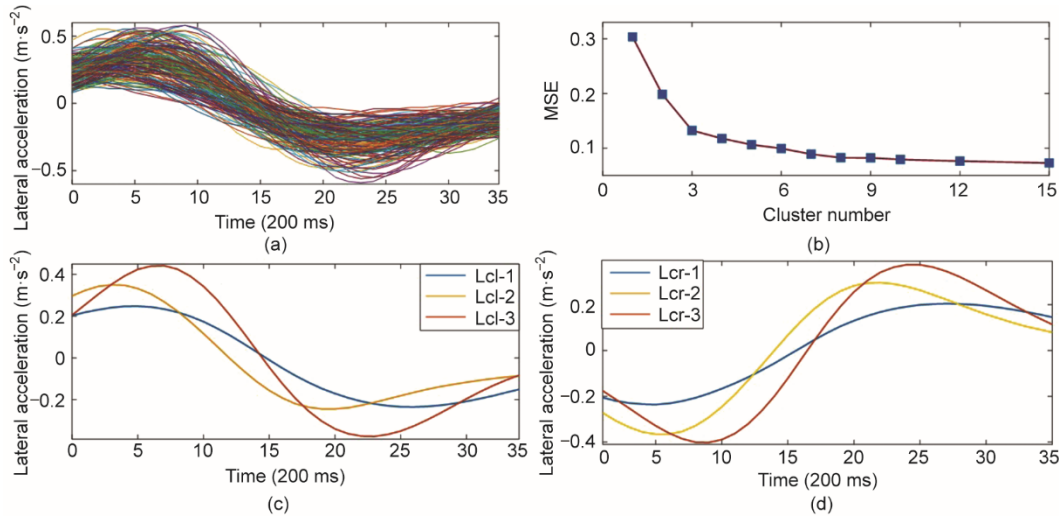 Lateral acceleration (m·s⁻²)
0.5
0
−0.5
0 5 10 15 20 25 30 35
Time (200 ms)
(a)
MSE
0.3
0.2
0.1
0 3 6 9 12 15
Cluster number
(b)
Lateral acceleration (m·s⁻²)
0.4
0.2
0
−0.2
0 5 10 15 20 25 30 35
Time (200 ms)
(c)
Lcl-1
Lcl-2
Lcl-3
Lateral acceleration (m·s⁻²)
0.2
0
−0.2
−0.4
0 5 10 15 20 25 30 35
Time (200 ms)
(d)
Lcr-1
Lcr-2
Lcr-3